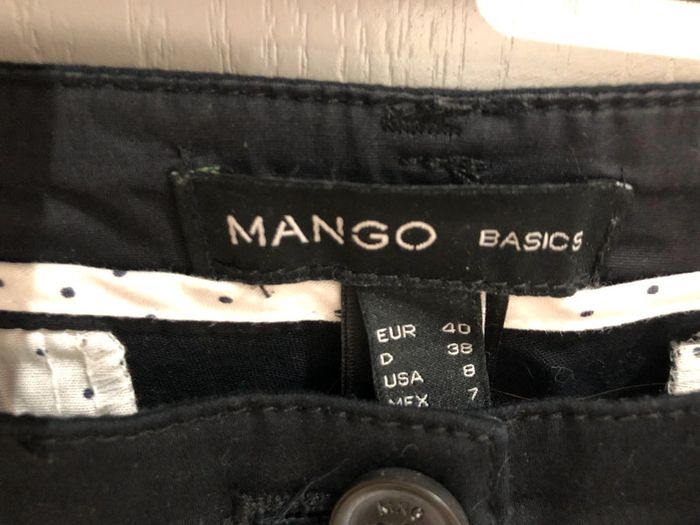 MANGO BASICS
EUR 40
D 38
USA 8
MEX 7